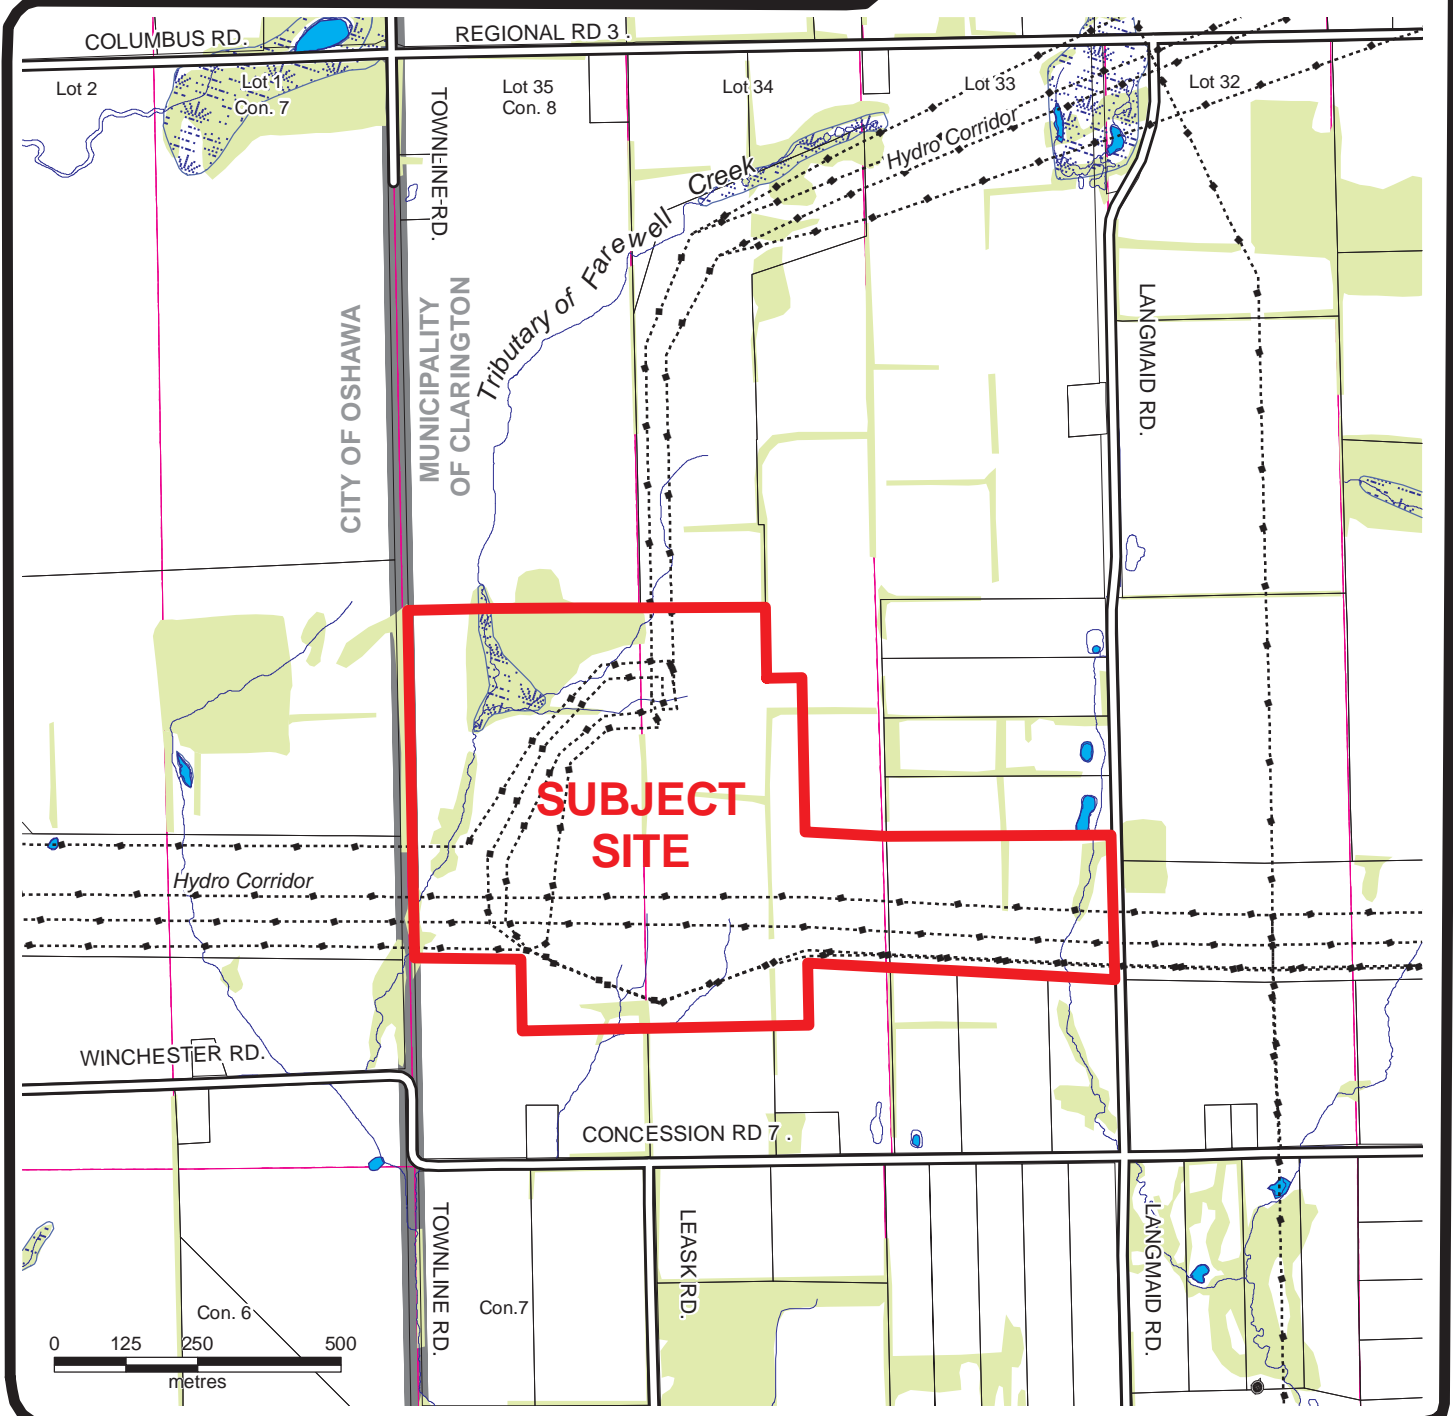 COLUMBUS RD.
REGIONAL RD 3 .
Lot 2
Lot 1
Con. 7
Lot 35
Con. 8
Lot 34
Lot 33
Lot 32
TOWNLINE RD.
Hydro Corridor
Tributary of Farewell Creek
CITY OF OSHAWA
MUNICIPALITY
OF CLARINGTON
LANGMAID RD.
SUBJECT
SITE
Hydro Corridor
WINCHESTER RD.
CONCESSION RD 7 .
TOWNLINE RD.
LEASK RD.
LANGMAID RD.
Con. 6
Con.7
0 125 250 500
metres